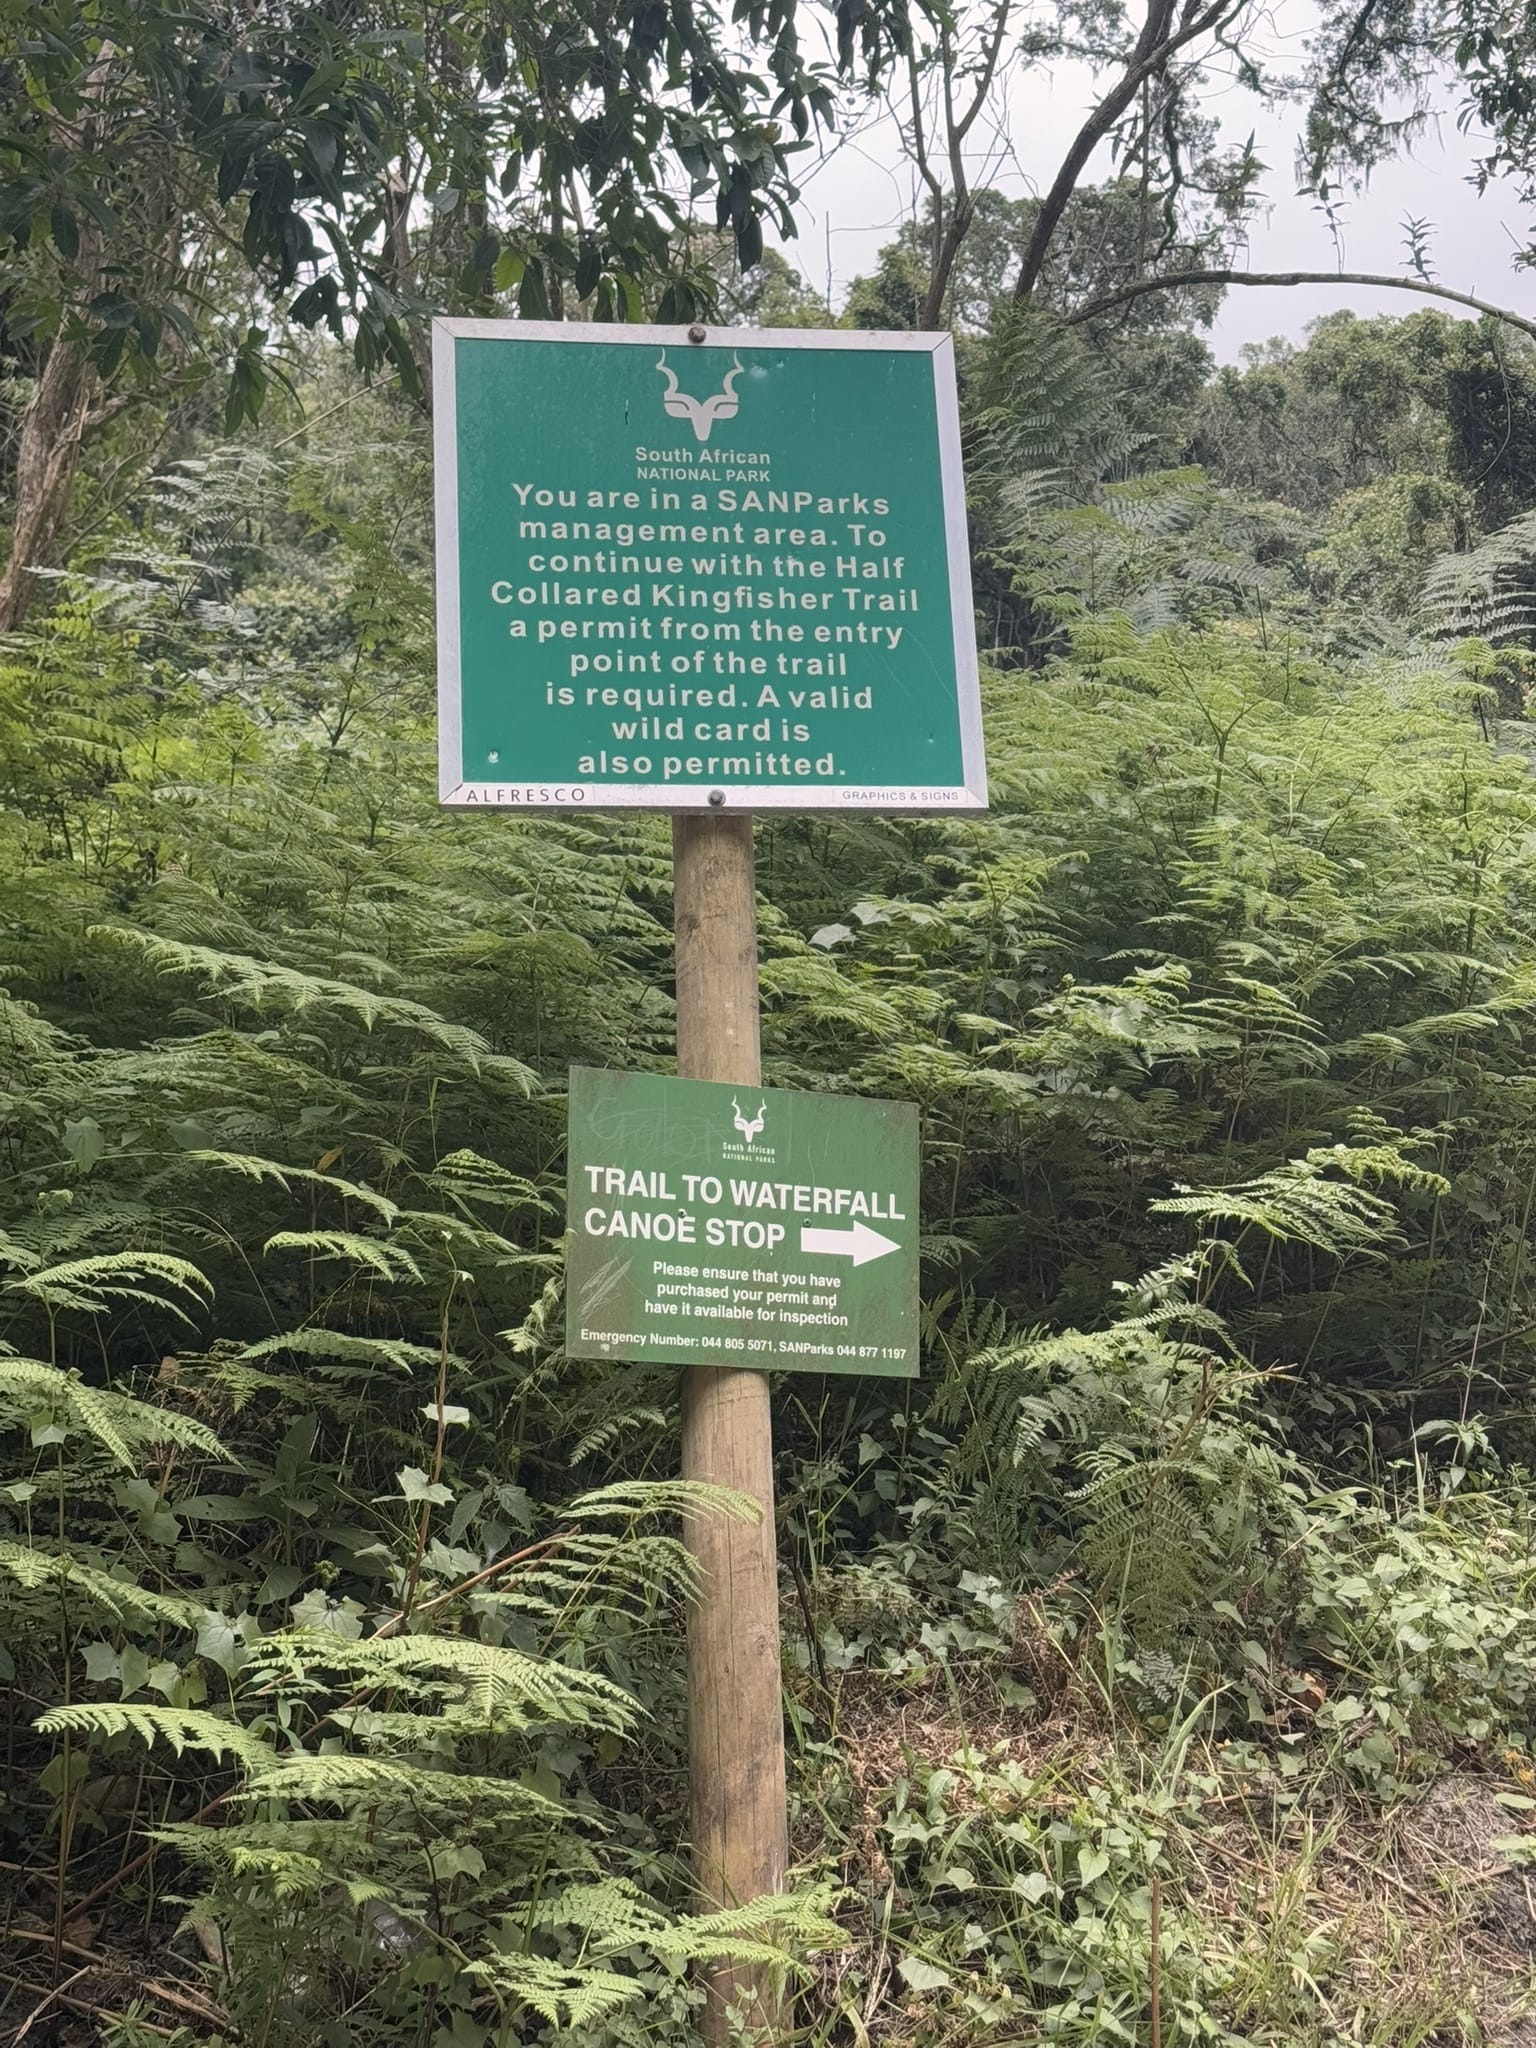 South African
NATIONAL PARK
You are in a SANParks
management area. To
continue with the Half
Collared Kingfisher Trail
a permit from the entry
point of the trail
is required. A valid
wild card is
also permitted.
ALFRESCO
GRAPHICS & SIGNS
South African
NATIONAL PARKS
TRAIL TO WATERFALL
CANOE STOP
Please ensure that you have
purchased your permit and
have it available for inspection
Emergency Number: 044 805 5071, SANParks 044 877 1197